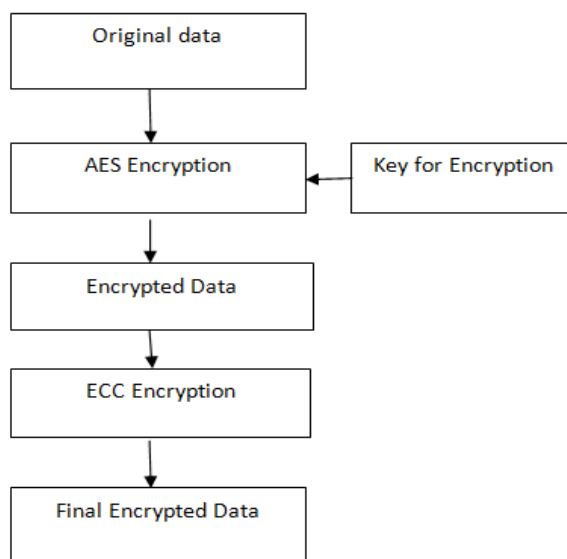 Original data
AES Encryption
Key for Encryption
Encrypted Data
ECC Encryption
Final Encrypted Data